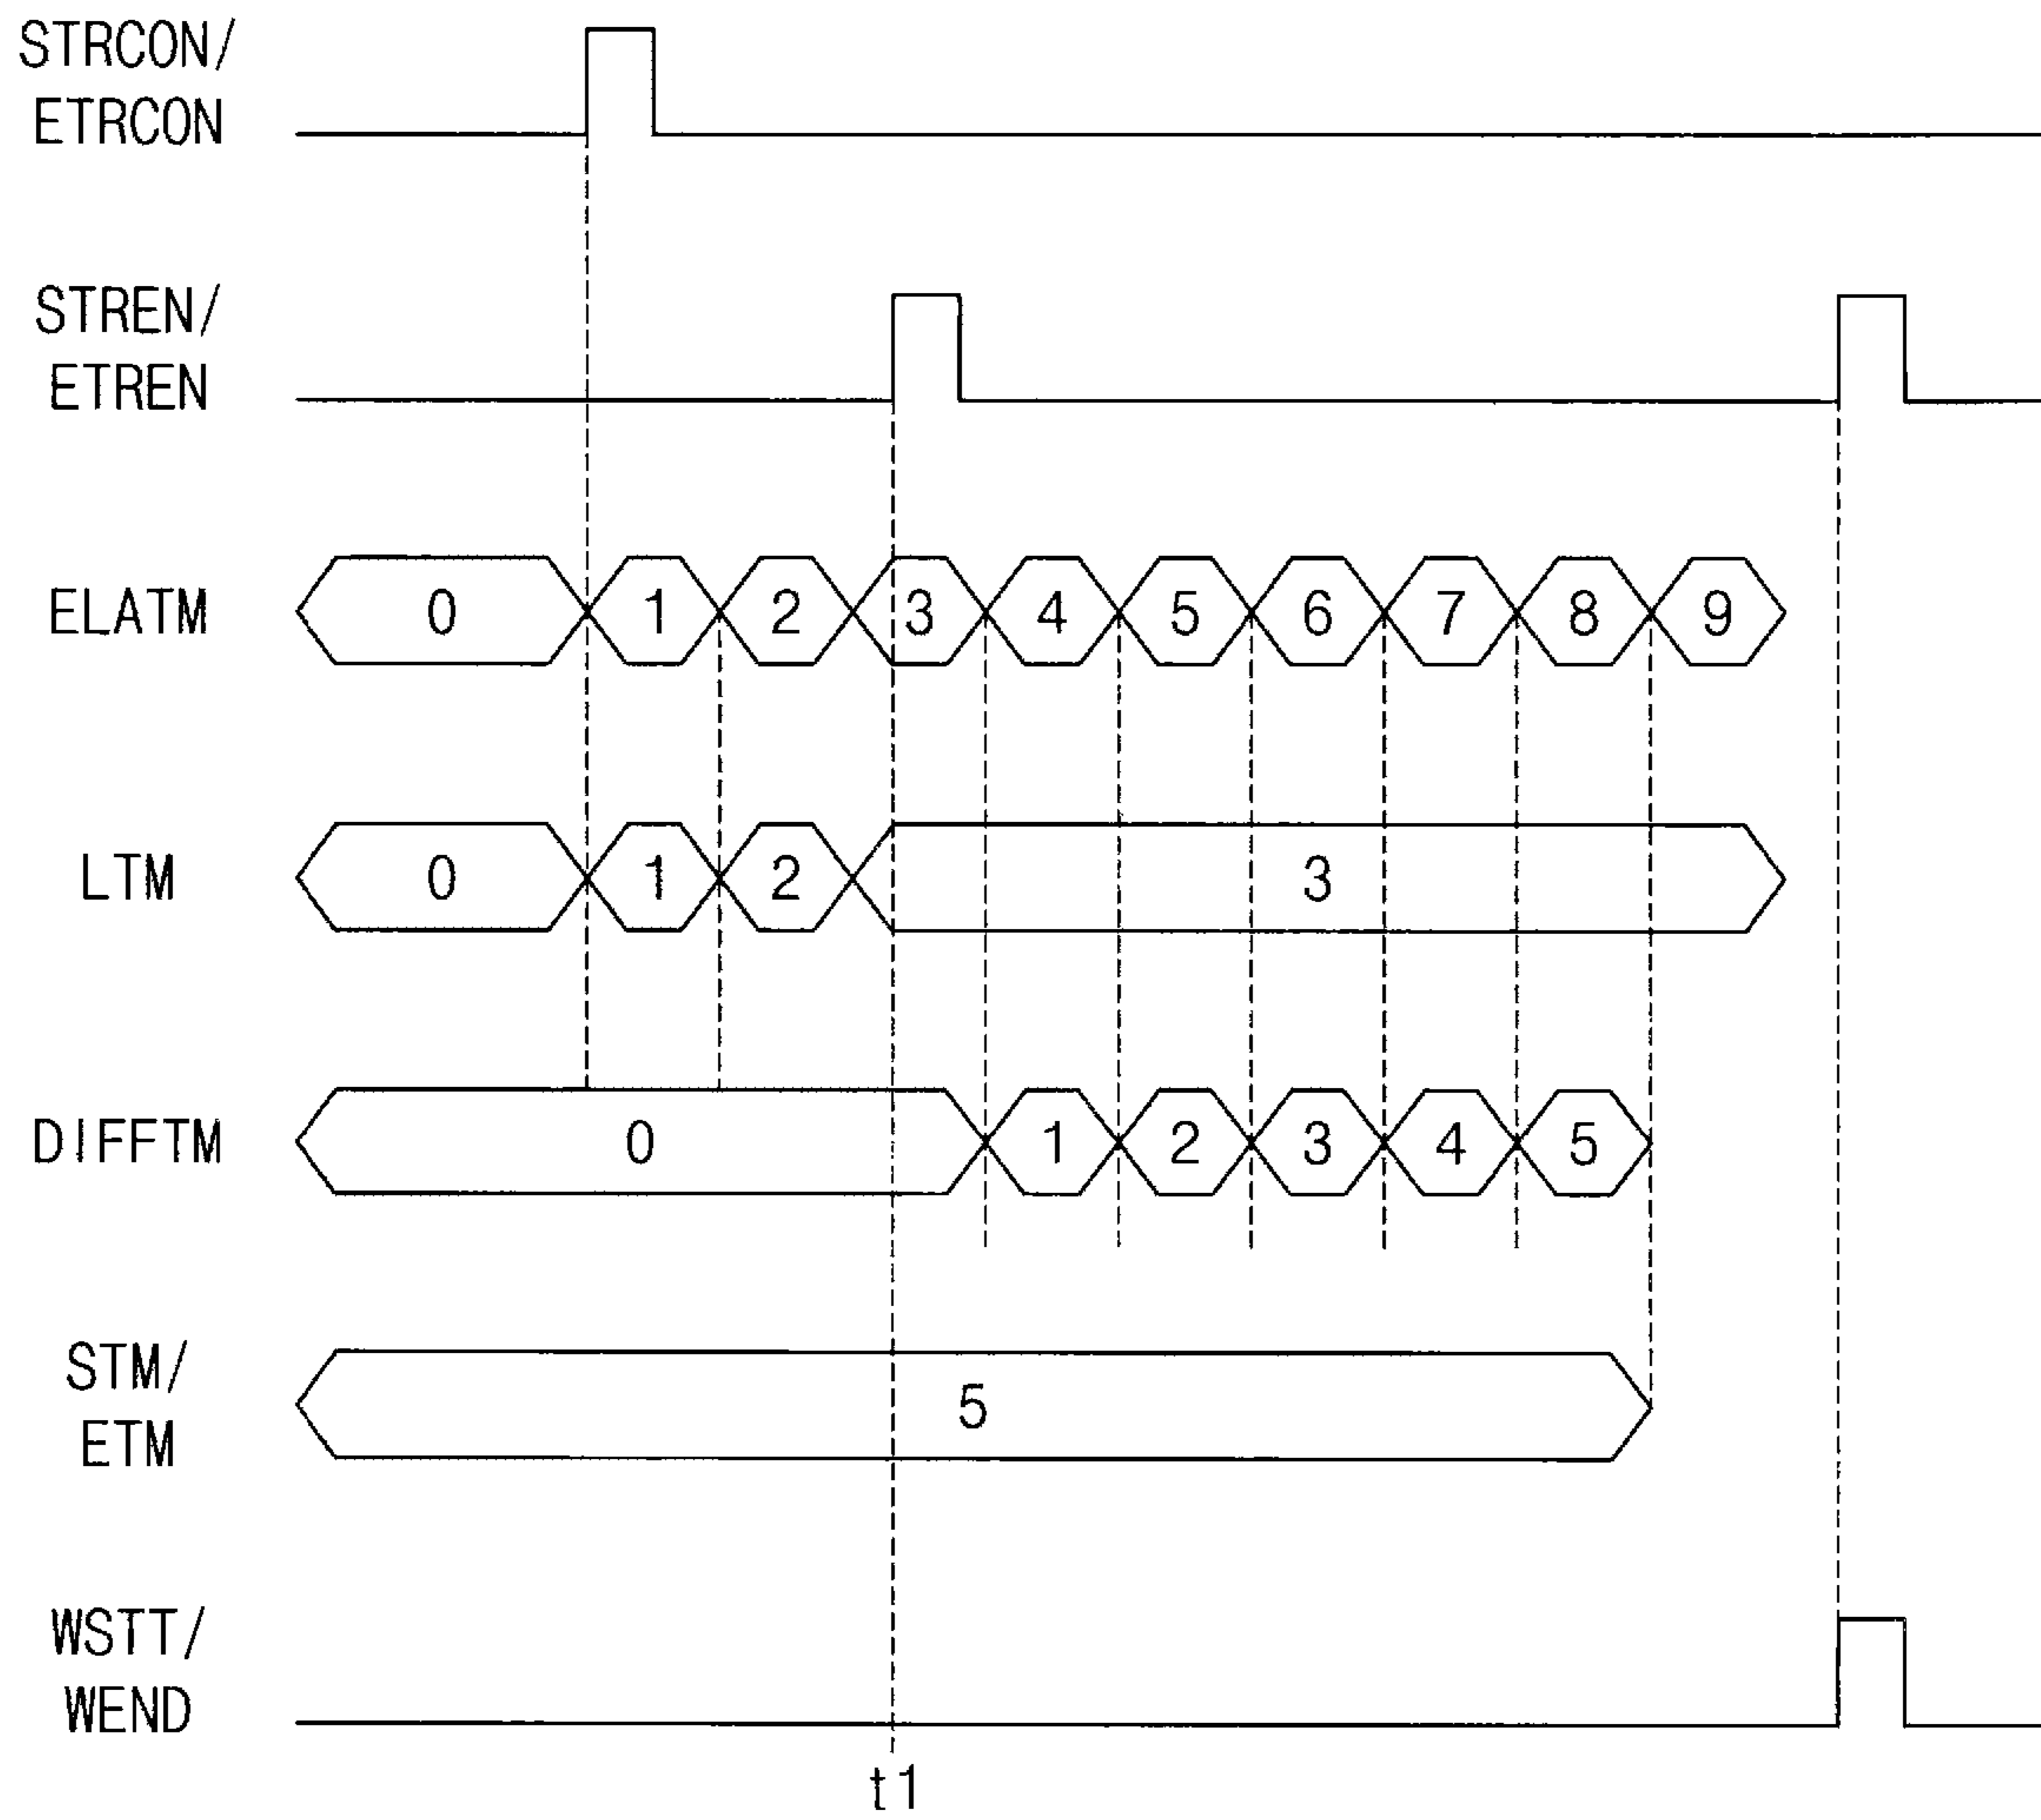 STRCON/
ETRCON
STREN/
ETREN
ELATM 0 1 2 3 4 5 6 7 8 9
LTM 0 1 2 3
DIFFTM 0 1 2 3 4 5
STM/
ETM
5
WSTT/
WEND
t1